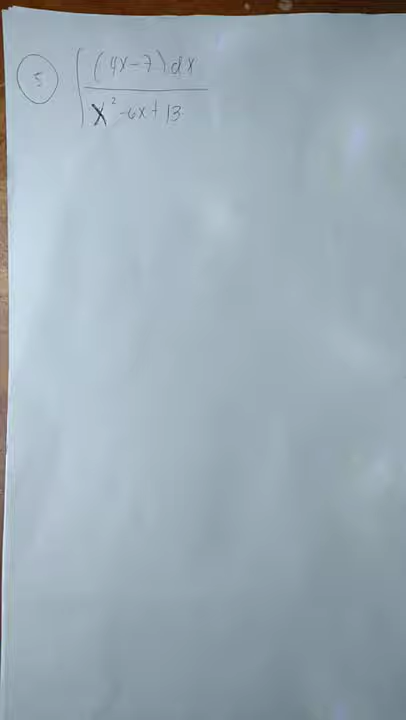 5 ∫ (4x-7)dx
x²-6x+13